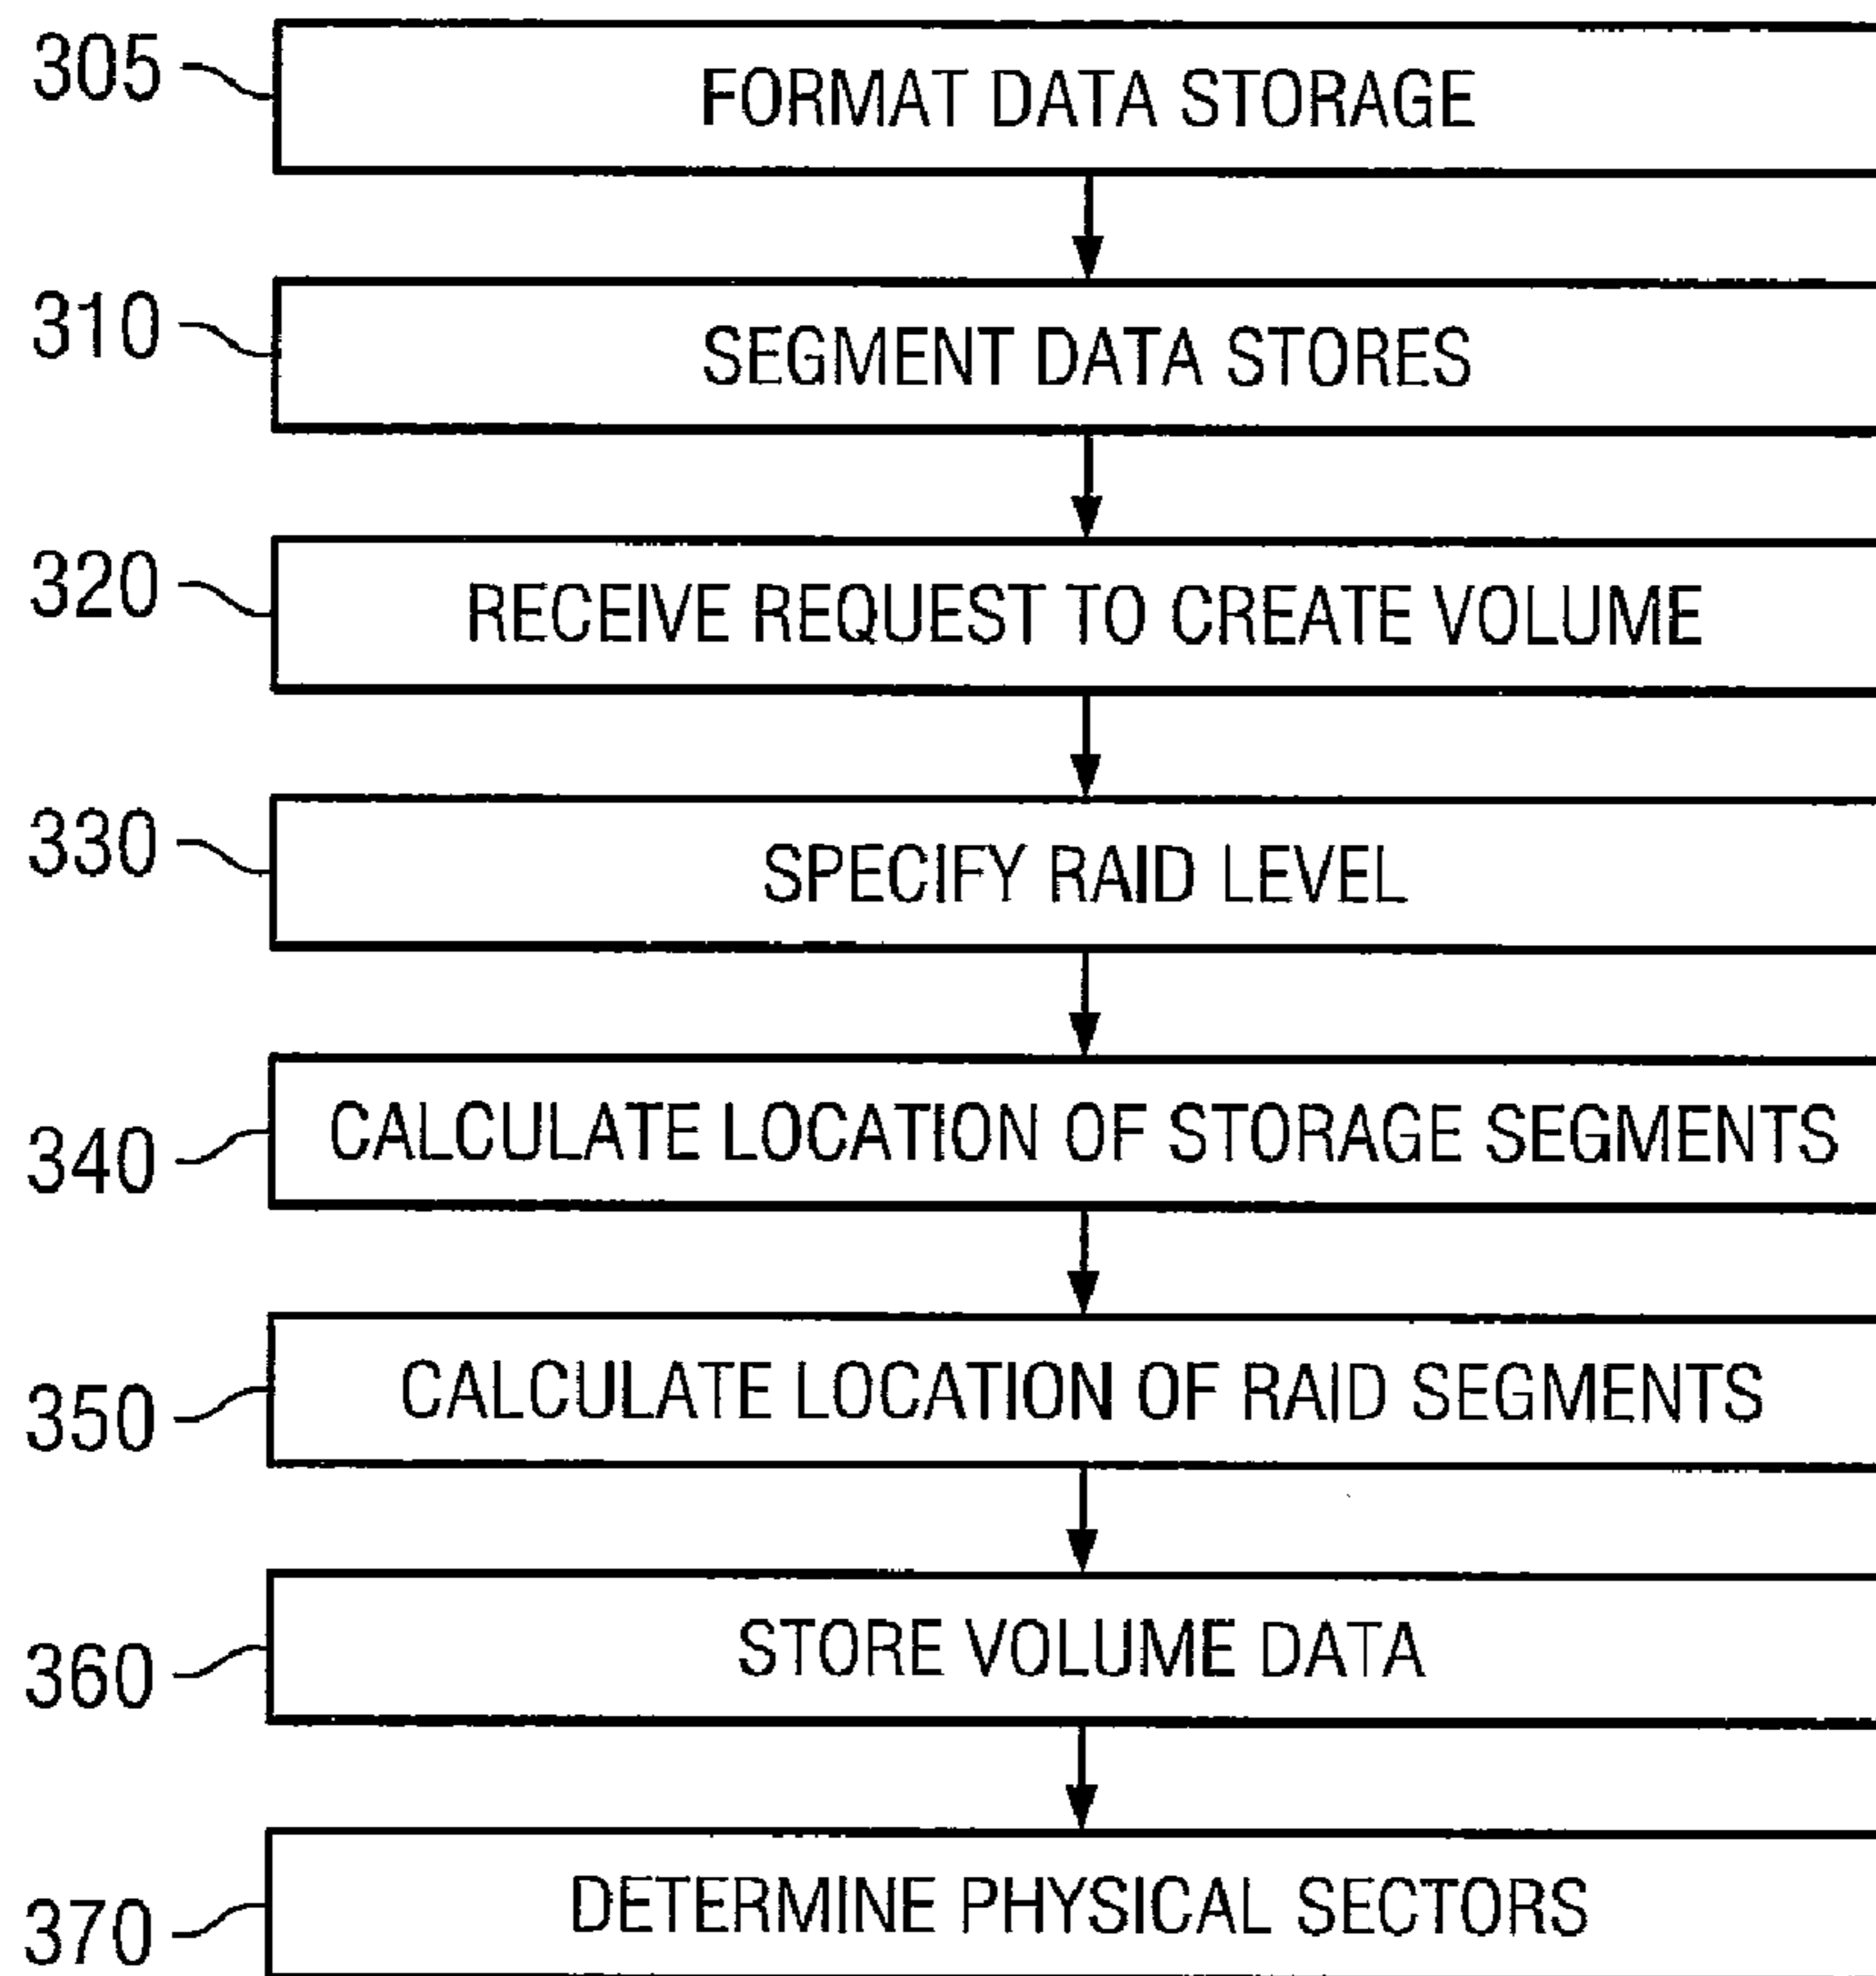 305 FORMAT DATA STORAGE
310 SEGMENT DATA STORES
320 RECEIVE REQUEST TO CREATE VOLUME
330 SPECIFY RAID LEVEL
340 CALCULATE LOCATION OF STORAGE SEGMENTS
350 CALCULATE LOCATION OF RAID SEGMENTS
360 STORE VOLUME DATA
370 DETERMINE PHYSICAL SECTORS